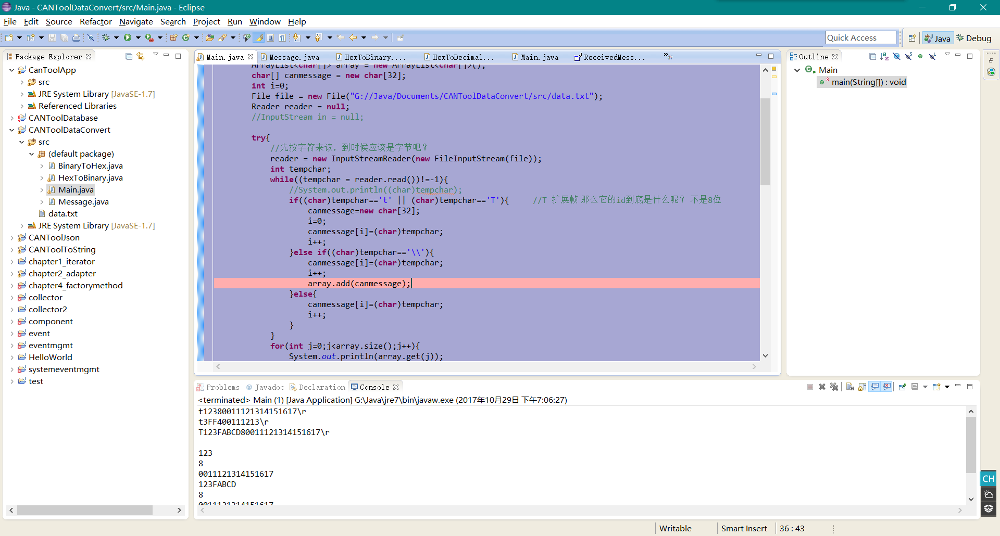 Java - CANToolDataConvert/src/Main.java - Eclipse
File Edit Source Refactor Navigate Search Project Run Window Help
Quick Access
Java
Debug
Package Explorer
CanToolApp
src
JRE System Library [JavaSE-1.7]
Referenced Libraries
CANToolDatabase
CANToolDataConvert
src
(default package)
BinaryToHex.java
HexToBinary.java
Main.java
Message.java
data.txt
JRE System Library [JavaSE-1.7]
CANToolJson
CANToolToString
chapter1_iterator
chapter2_adapter
chapter4_factorymethod
collector
collector2
component
event
eventmgmt
HelloWorld
systemeventmgmt
test
Main.java Message.java HexToBinary.... HexToDecimal... Main.java ReceivedMess... »37
ArrayList<char[]> array = new ArrayList<char[]>();
char[] canmessage = new char[32];
int i=0;
File file = new File("G://Java/Documents/CANToolDataConvert/src/data.txt");
Reader reader = null;
//InputStream in = null;
try{
//先按字符来读，到时候应该是字节吧？
reader = new InputStreamReader(new FileInputStream(file));
int tempchar;
while((tempchar = reader.read())!=-1){
//System.out.println((char)tempchar);
if((char)tempchar=='t' || (char)tempchar=='T'){ //T 扩展帧 那么它的id到底是什么呢？ 不是8位
canmessage=new char[32];
i=0;
canmessage[i]=(char)tempchar;
i++;
}else if((char)tempchar=='\\'){
canmessage[i]=(char)tempchar;
i++;
array.add(canmessage);
}else{
canmessage[i]=(char)tempchar;
i++;
}
}
for(int j=0;j<array.size();j++){
System.out.println(array.get(j));
Outline
Main
main(String[]) : void
Problems @ Javadoc Declaration Console
<terminated> Main (1) [Java Application] G:\Java\jre7\bin\javaw.exe (2017年10月29日 下午7:06:27)
t12380011121314151617\r
t3FF400111213\r
T123FABCD80011121314151617\r
123
8
0011121314151617
123FABCD
8
0011121314151617
CH
Writable
Smart Insert
36 : 43